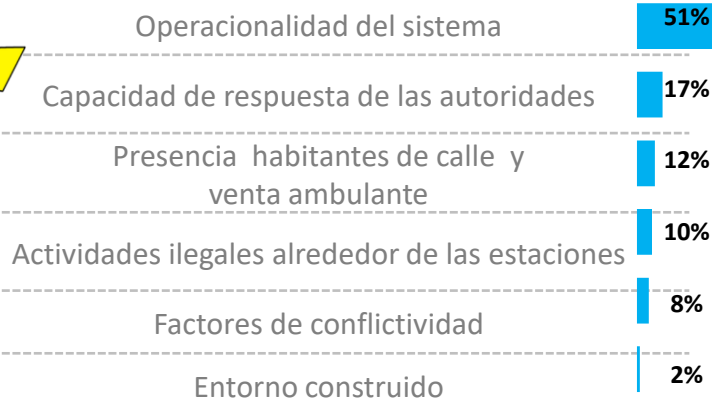 Operacionalidad del sistema 51%
Capacidad de respuesta de las autoridades 17%
Presencia habitantes de calle y
venta ambulante 12%
Actividades ilegales alrededor de las estaciones 10%
Factores de conflictividad 8%
Entorno construido 2%